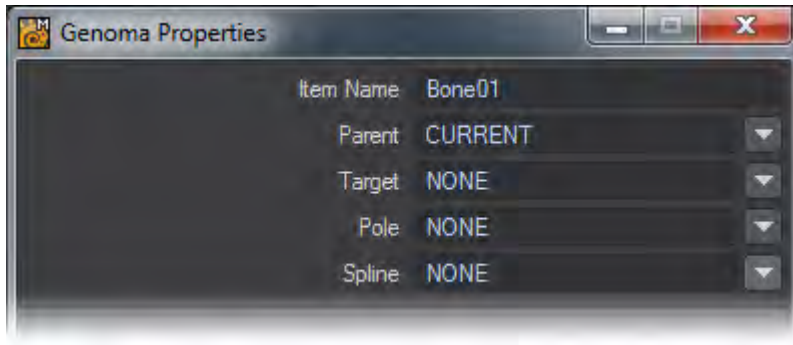 Genoma Properties
Item Name Bone01
Parent CURRENT
Target NONE
Pole NONE
Spline NONE